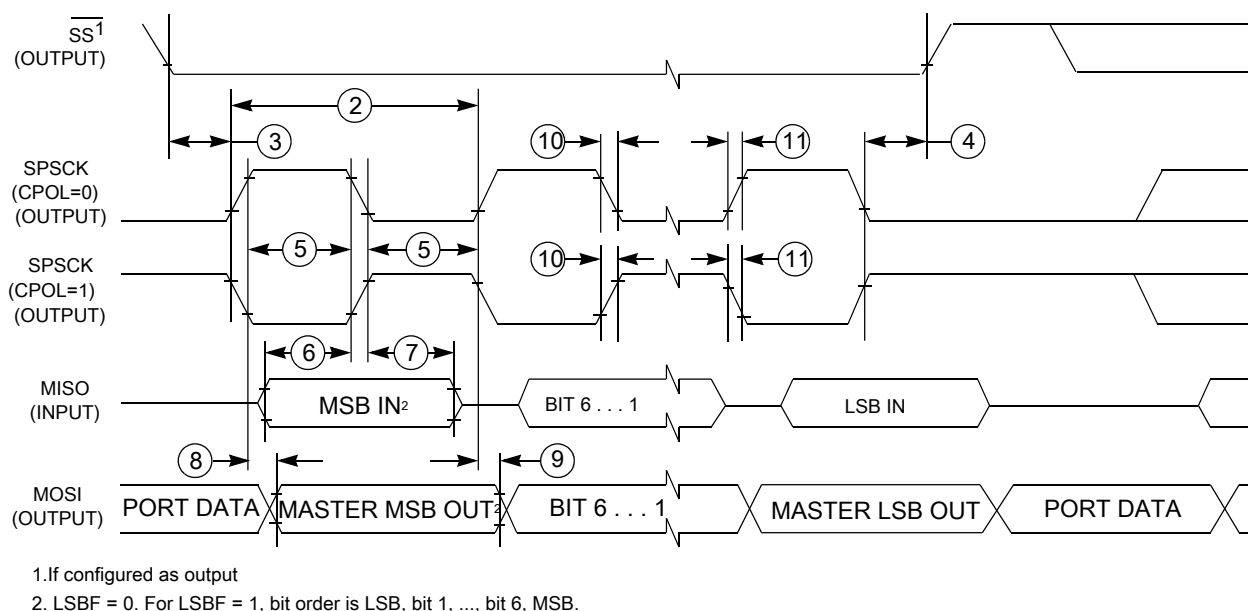 SS1
(OUTPUT)
2
3
10
11
4
SPSCK
(CPOL=0)
(OUTPUT)
5
5
SPSCK
(CPOL=1)
(OUTPUT)
10
11
6
7
MISO
(INPUT)
MSB IN2
BIT 6 . . . 1
LSB IN
8
9
MOSI
(OUTPUT)
PORT DATA
MASTER MSB OUT2
BIT 6 . . . 1
MASTER LSB OUT
PORT DATA
1.If configured as output
2. LSBF = 0. For LSBF = 1, bit order is LSB, bit 1, ..., bit 6, MSB.